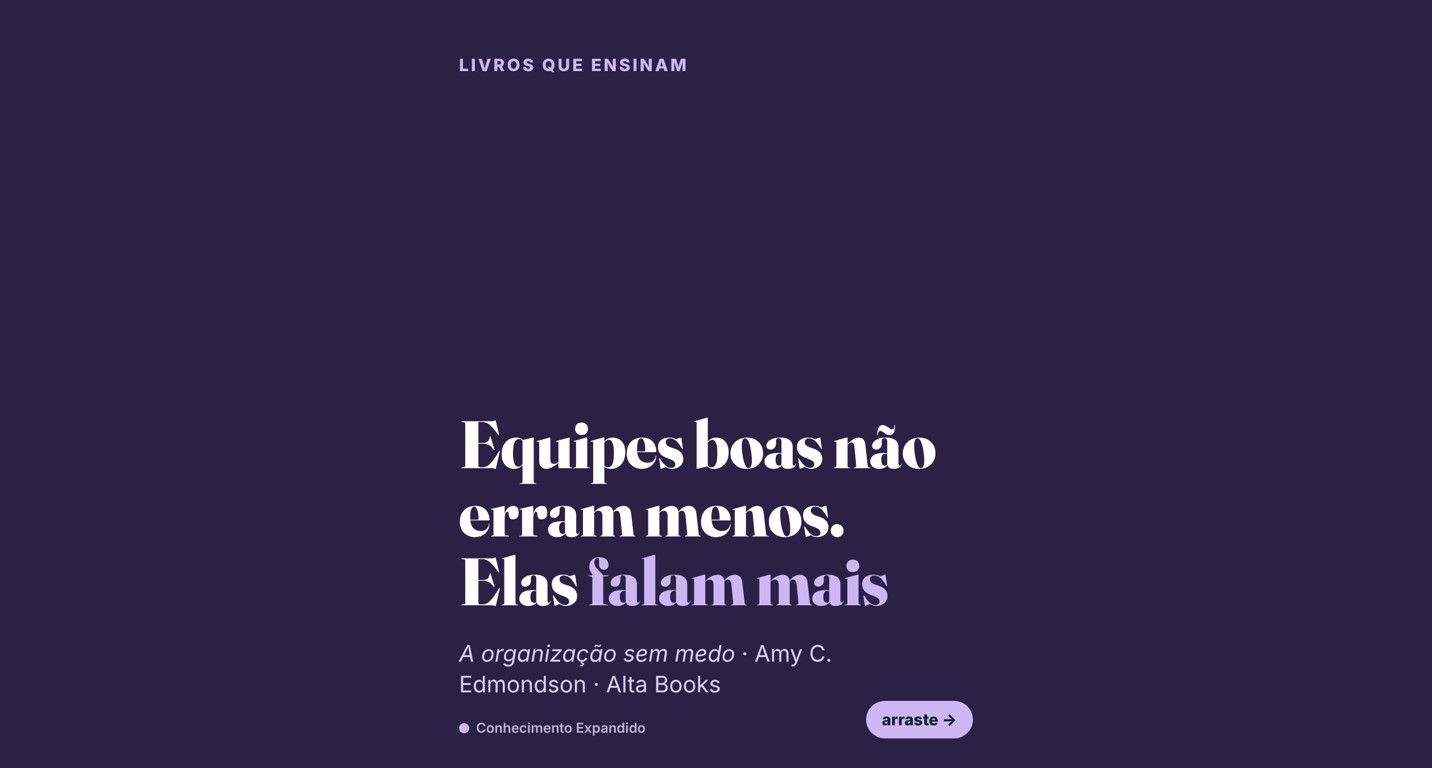 LIVROS QUE ENSINAM
Equipes boas não
erram menos.
Elas falam mais
A organização sem medo · Amy C.
Edmondson · Alta Books
Conhecimento Expandido
arraste →